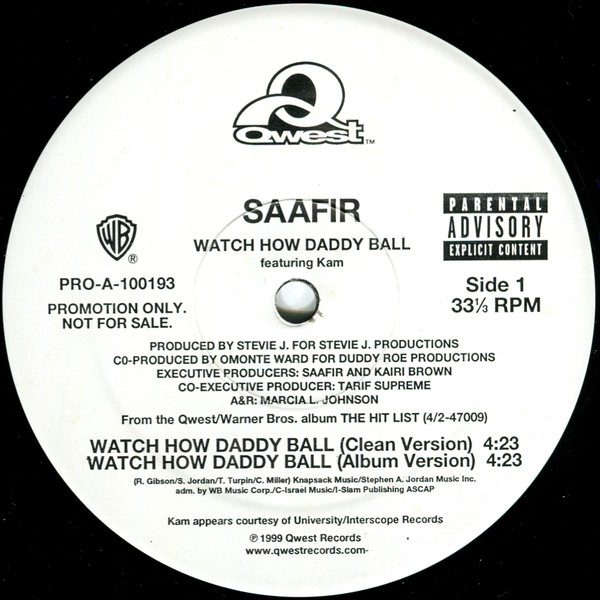 Qwest™
SAAFIR
WATCH HOW DADDY BALL
featuring Kam
PARENTAL
ADVISORY
EXPLICIT CONTENT
WB®
PRO-A-100193
PROMOTION ONLY.
NOT FOR SALE.
Side 1
33⅓ RPM
PRODUCED BY STEVIE J. FOR STEVIE J. PRODUCTIONS
C0-PRODUCED BY OMONTE WARD FOR DUDDY ROE PRODUCTIONS
EXECUTIVE PRODUCERS: SAAFIR AND KAIRI BROWN
CO-EXECUTIVE PRODUCER: TARIF SUPREME
A&R: MARCIA L. JOHNSON
From the Qwest/Warner Bros. album THE HIT LIST (4/2-47009)
WATCH HOW DADDY BALL (Clean Version) 4:23
WATCH HOW DADDY BALL (Album Version) 4:23
(R. Gibson/S. Jordan/T. Turpin/C. Miller) Knapsack Music/Stephen A. Jordan Music Inc.
adm. by WB Music Corp./C-Israel Music/I-Slam Publishing ASCAP
Kam appears courtesy of University/Interscope Records
℗ 1999 Qwest Records
www.qwestrecords.com-